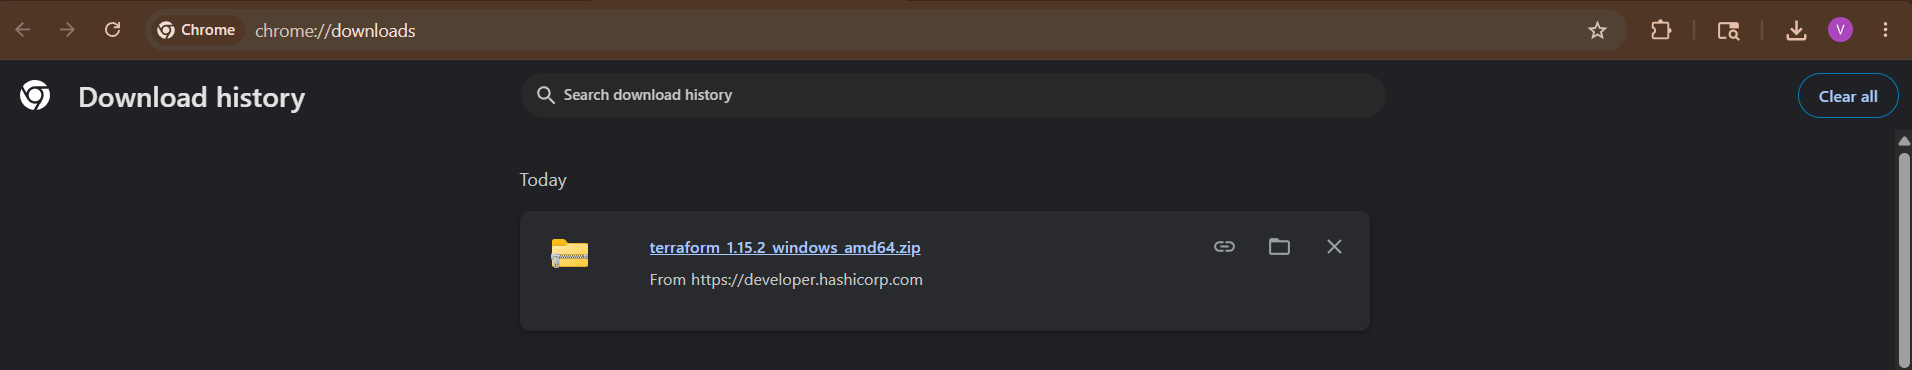 Chrome chrome://downloads V
Download history
Search download history
Clear all
Today
terraform_1.15.2_windows_amd64.zip
From https://developer.hashicorp.com